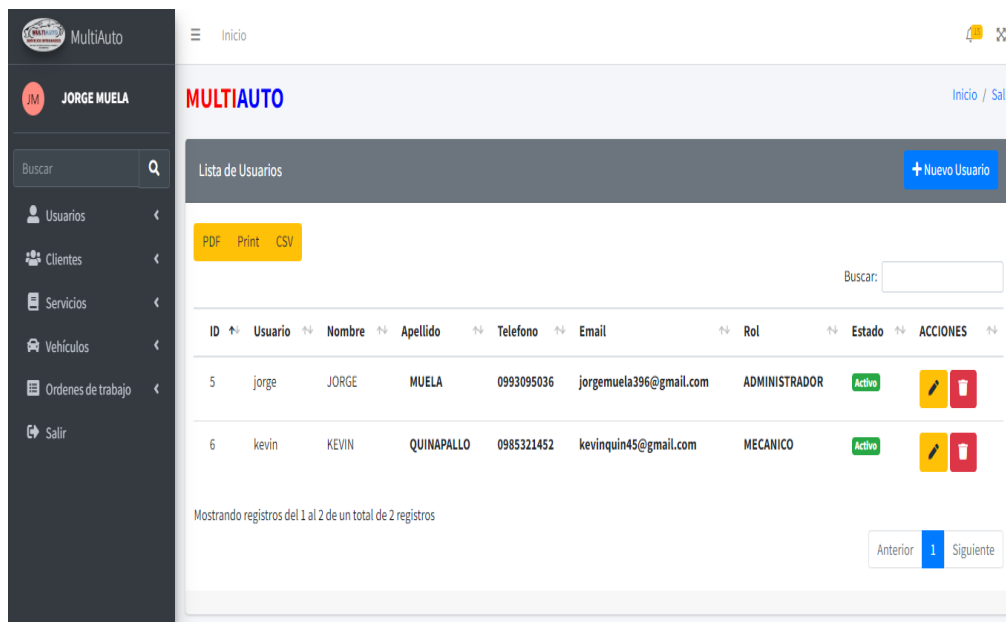 MultiAuto
JM JORGE MUELA
Buscar
Usuarios
Clientes
Servicios
Vehículos
Ordenes de trabajo
Salir
Inicio
15
MULTIAUTO
Inicio / Sal
Lista de Usuarios
Nuevo Usuario
PDF Print CSV
Buscar:
ID Usuario Nombre Apellido Telefono Email Rol Estado ACCIONES
5 jorge JORGE MUELA 0993095036 jorgemuela396@gmail.com ADMINISTRADOR Activo
6 kevin KEVIN QUINAPALLO 0985321452 kevinquin45@gmail.com MECANICO Activo
Mostrando registros del 1 al 2 de un total de 2 registros
Anterior 1 Siguiente